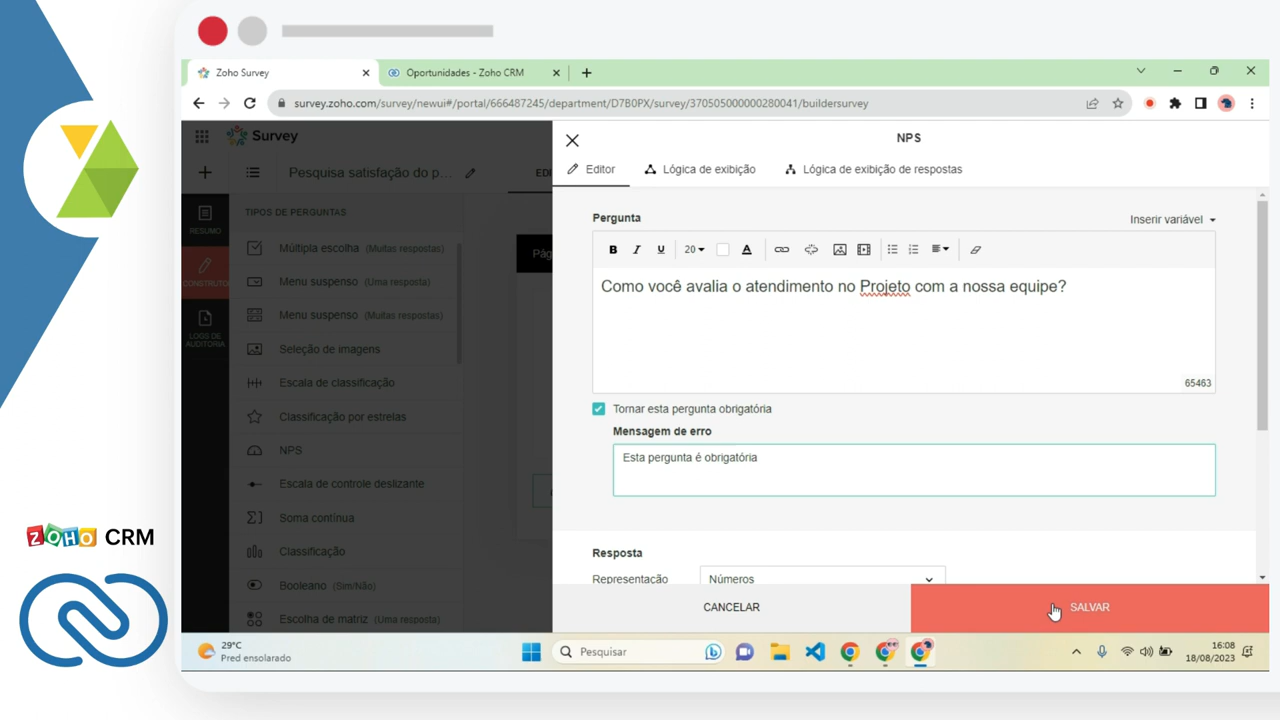 Zoho Survey
Oportunidades - Zoho CRM
survey.zoho.com/survey/newui#/portal/666487245/department/D7B0PX/survey/370505000000280041/buildersurvey
Survey
NPS
Pesquisa satisfação do p...
Editor
Lógica de exibição
Lógica de exibição de respostas
RESUMO
CONSTRUTO
LOGS DE
AUDITORIA
TIPOS DE PERGUNTAS
Múltipla escolha (Muitas respostas)
Menu suspenso (Uma resposta)
Menu suspenso (Muitas respostas)
Seleção de imagens
Escala de classificação
Classificação por estrelas
NPS
Escala de controle deslizante
Soma contínua
Classificação
Booleano (Sim/Não)
Escolha de matriz (Uma resposta)
Pergunta
Inserir variável
B I U 20 A
Como você avalia o atendimento no Projeto com a nossa equipe?
65463
Tornar esta pergunta obrigatória
Mensagem de erro
Esta pergunta é obrigatória
Resposta
Representação
Números
CANCELAR
SALVAR
ZOHO CRM
29°C
Pred ensolarado
Pesquisar
16:08
18/08/2023